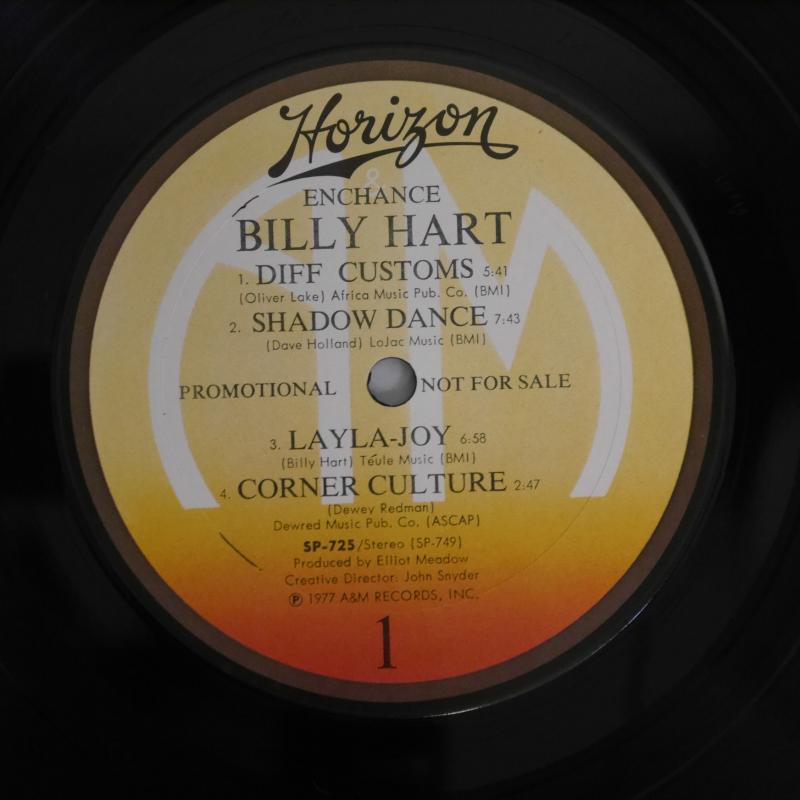 Horizon
&
ENCHANCE
BILLY HART
1. DIFF CUSTOMS 5:41
(Oliver Lake) Africa Music Pub. Co. (BMI)
2. SHADOW DANCE 7:43
(Dave Holland) LoJac Music (BMI)
PROMOTIONAL NOT FOR SALE
3. LAYLA-JOY 6:58
(Billy Hart) Téule Music (BMI)
4. CORNER CULTURE 2:47
(Dewey Redman)
Dewred Music Pub. Co. (ASCAP)
SP-725/Stereo (SP-749)
Produced by Elliot Meadow
Creative Director: John Snyder
Ⓟ 1977 A&M RECORDS, INC.
1